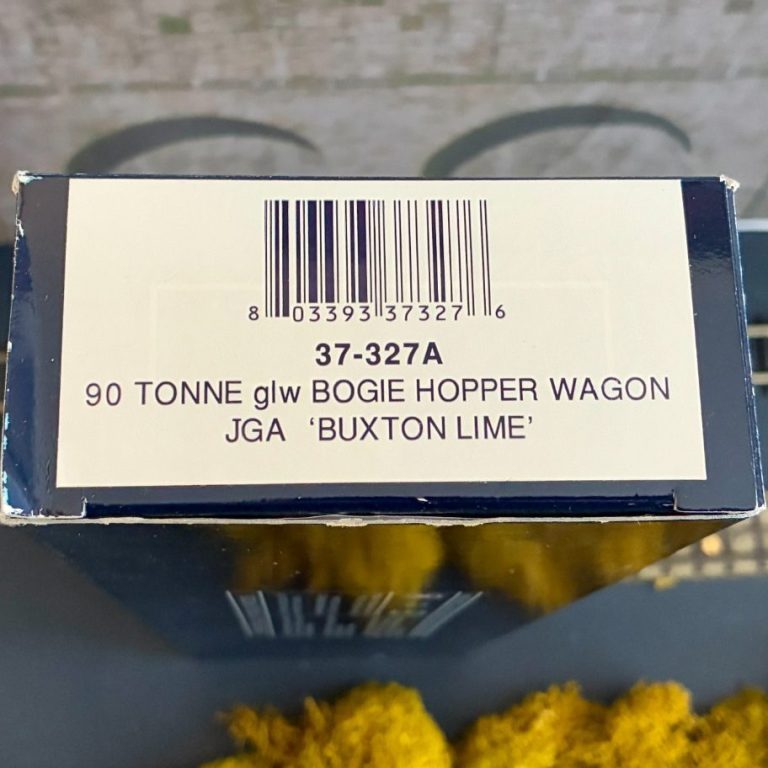 8 03393 37327 6
37-327A
90 TONNE glw BOGIE HOPPER WAGON
JGA 'BUXTON LIME'